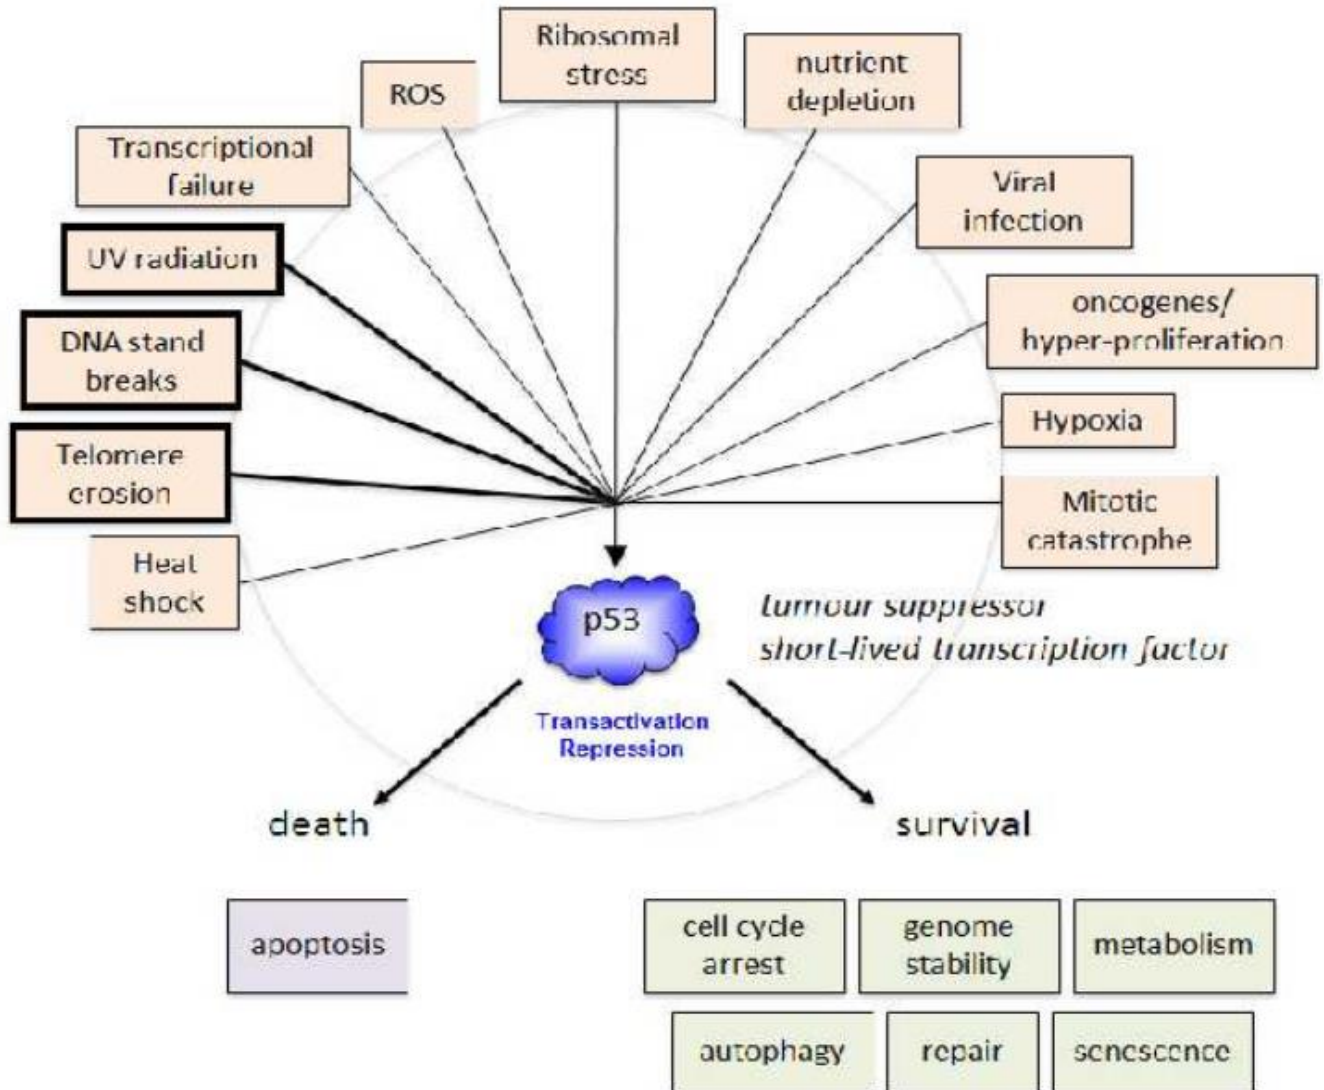 Ribosomal
stress
nutrient
depletion
ROS
Transcriptional
failure
Viral
infection
UV radiation
oncogenes/
hyper-proliferation
DNA stand
breaks
Hypoxia
Telomere
erosion
Mitotic
catastrophe
Heat
shock
p53
tumour suppressor
short-lived transcription factor
Transactivation
Repression
death
survival
apoptosis
cell cycle
arrest
genome
stability
metabolism
autophagy
repair
senescence